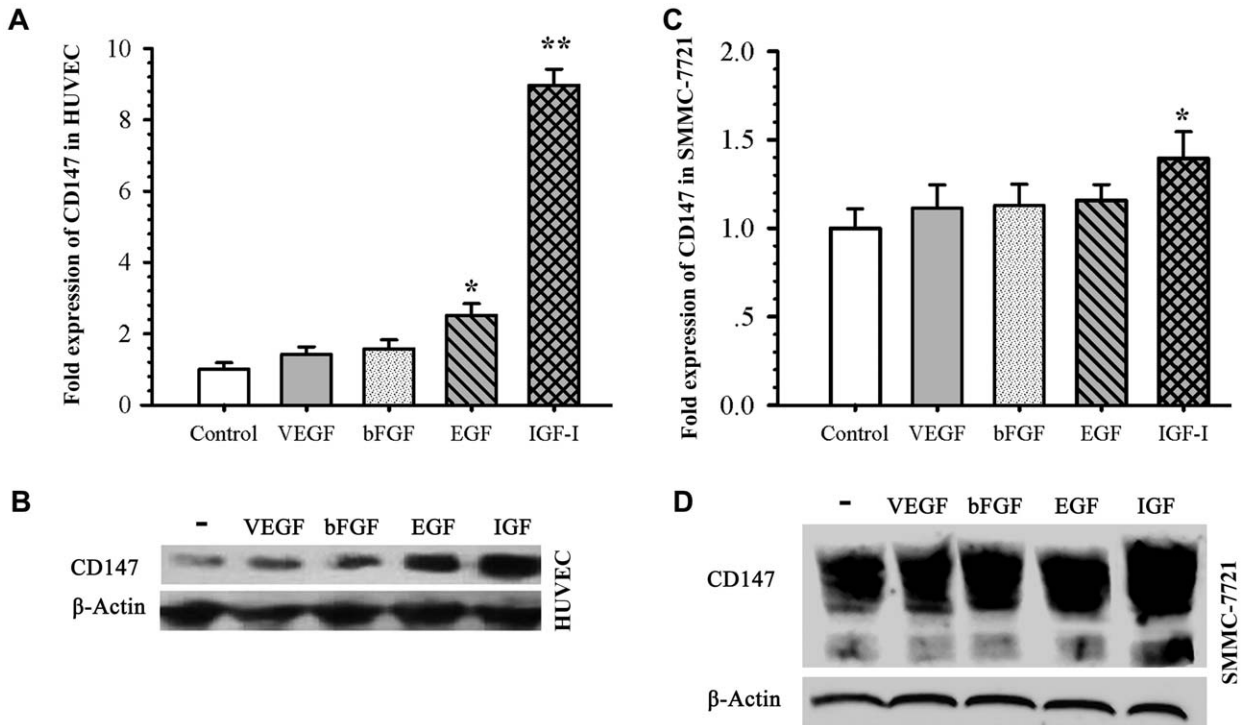 A
Fold expression of CD147 in HUVEC
10
8
6
4
2
0
*
**
Control VEGF bFGF EGF IGF-I
C
Fold expression of CD147 in SMMC-7721
2.0
1.5
1.0
.5
0.0
*
Control VEGF bFGF EGF IGF-I
B
- VEGF bFGF EGF IGF
CD147
β-Actin
HUVEC
D
- VEGF bFGF EGF IGF
CD147
β-Actin
SMMC-7721